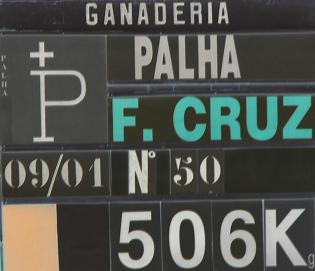 GANADERIA
PALHA
PALHA
P
F. CRUZ
09/01 Nº 50
506Kg